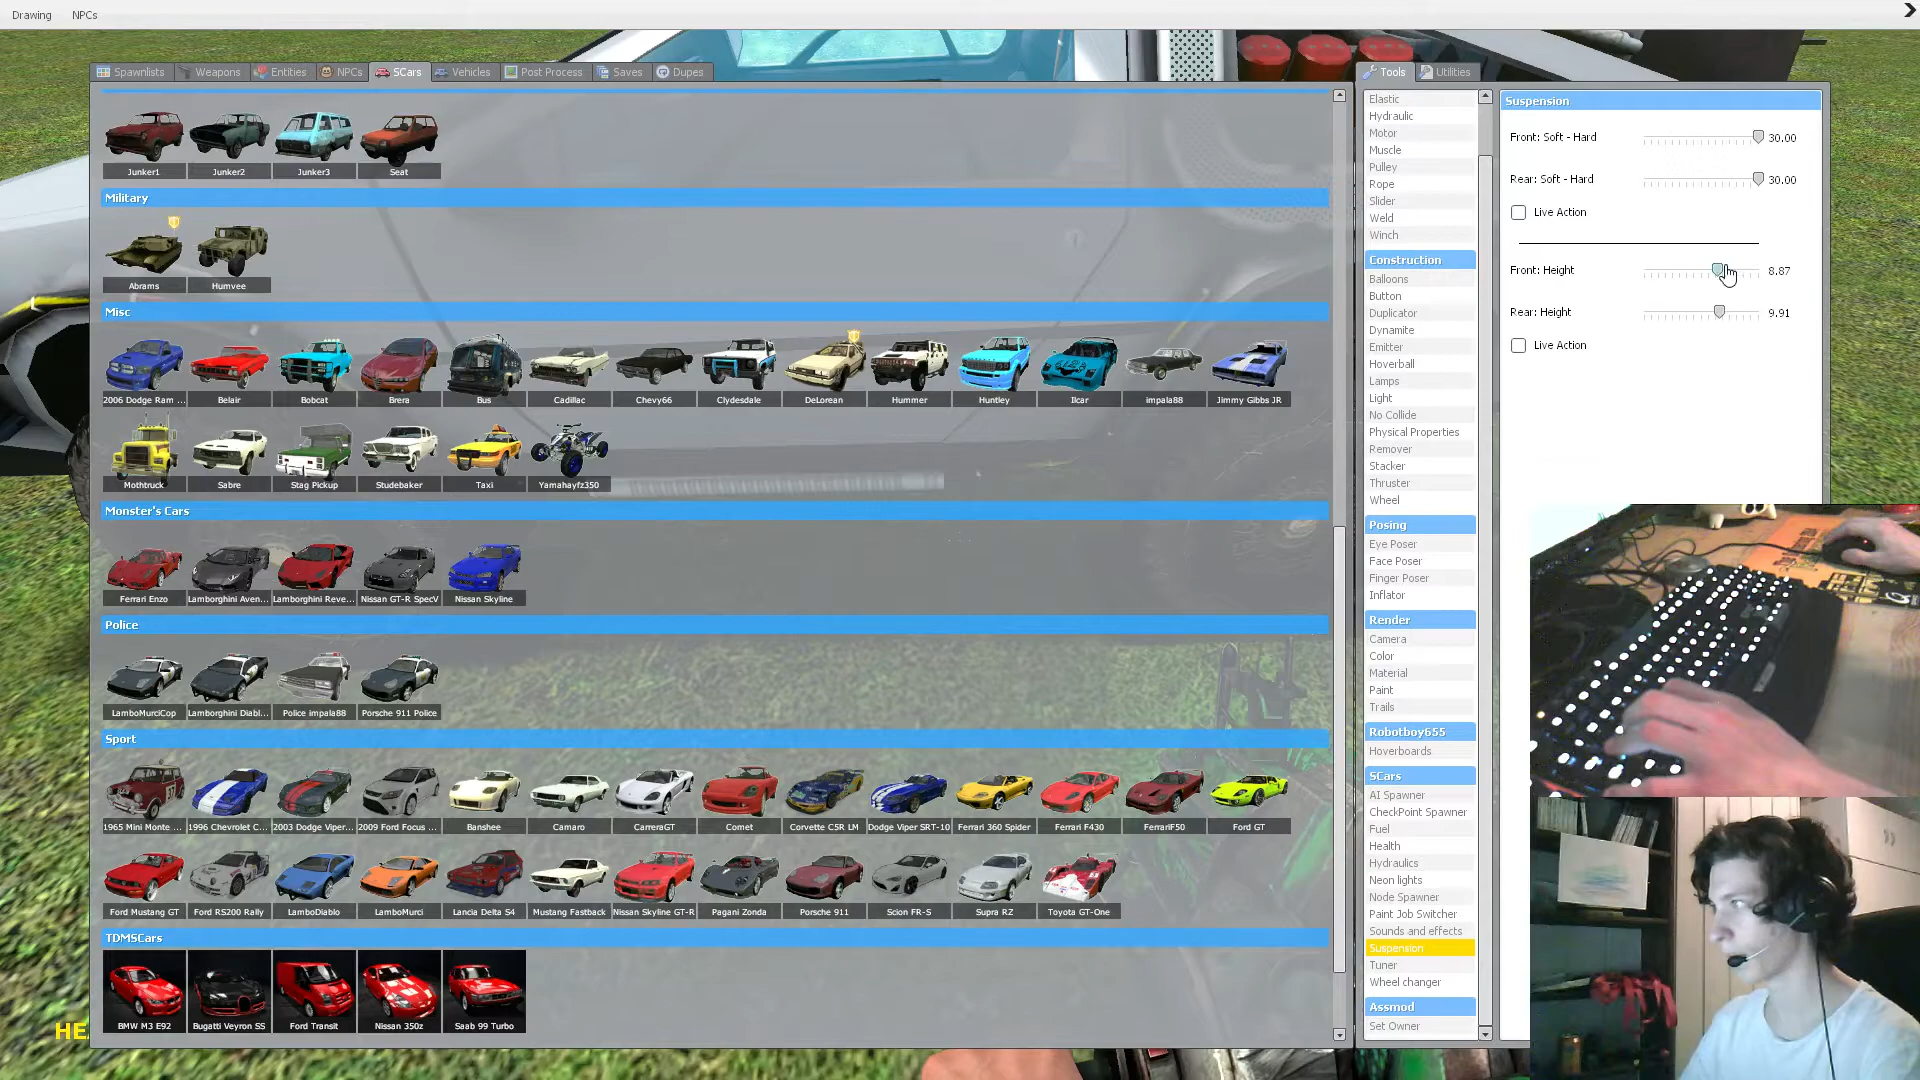 Drawing NPCs
Spawnlists Weapons Entities NPCs SCars Vehicles Post Process Saves Dupes
Junker1 Junker2 Junker3 Seat
Military
Abrams Humvee
Misc
2006 Dodge Ram ... Belair Bobcat Brera Bus Cadillac Chevy66 Clydesdale DeLorean Hummer Huntley Ilcar impala88 Jimmy Gibbs JR
Mothtruck Sabre Stag Pickup Studebaker Taxi Yamahayfz350
Monster's Cars
Ferrari Enzo Lamborghini Aven... Lamborghini Reve... Nissan GT-R SpecV Nissan Skyline
Police
LamboMurciCop Lamborghini Diabl... Police impala88 Porsche 911 Police
Sport
1965 Mini Monte ... 1996 Chevrolet C... 2003 Dodge Viper... 2009 Ford Focus ... Banshee Camaro CarreraGT Comet Corvette C5R LM Dodge Viper SRT-10 Ferrari 360 Spider Ferrari F430 FerrariF50 Ford GT
Ford Mustang GT Ford RS200 Rally LamboDiablo LamboMurci Lancia Delta S4 Mustang Fastback Nissan Skyline GT-R Pagani Zonda Porsche 911 Scion FR-S Supra RZ Toyota GT-One
TDMSCars
BMW M3 E92 Bugatti Veyron SS Ford Transit Nissan 350z Saab 99 Turbo
HEA
Tools Utilities
Elastic
Hydraulic
Motor
Muscle
Pulley
Rope
Slider
Weld
Winch
Construction
Balloons
Button
Duplicator
Dynamite
Emitter
Hoverball
Lamps
Light
No Collide
Physical Properties
Remover
Stacker
Thruster
Wheel
Posing
Eye Poser
Face Poser
Finger Poser
Inflator
Render
Camera
Color
Material
Paint
Trails
Robotboy655
Hoverboards
SCars
AI Spawner
CheckPoint Spawner
Fuel
Health
Hydraulics
Neon lights
Node Spawner
Paint Job Switcher
Sounds and effects
Suspension
Tuner
Wheel changer
Assmod
Set Owner
Suspension
Front: Soft - Hard 30.00
Rear: Soft - Hard 30.00
Live Action
Front: Height 8.87
Rear: Height 9.91
Live Action